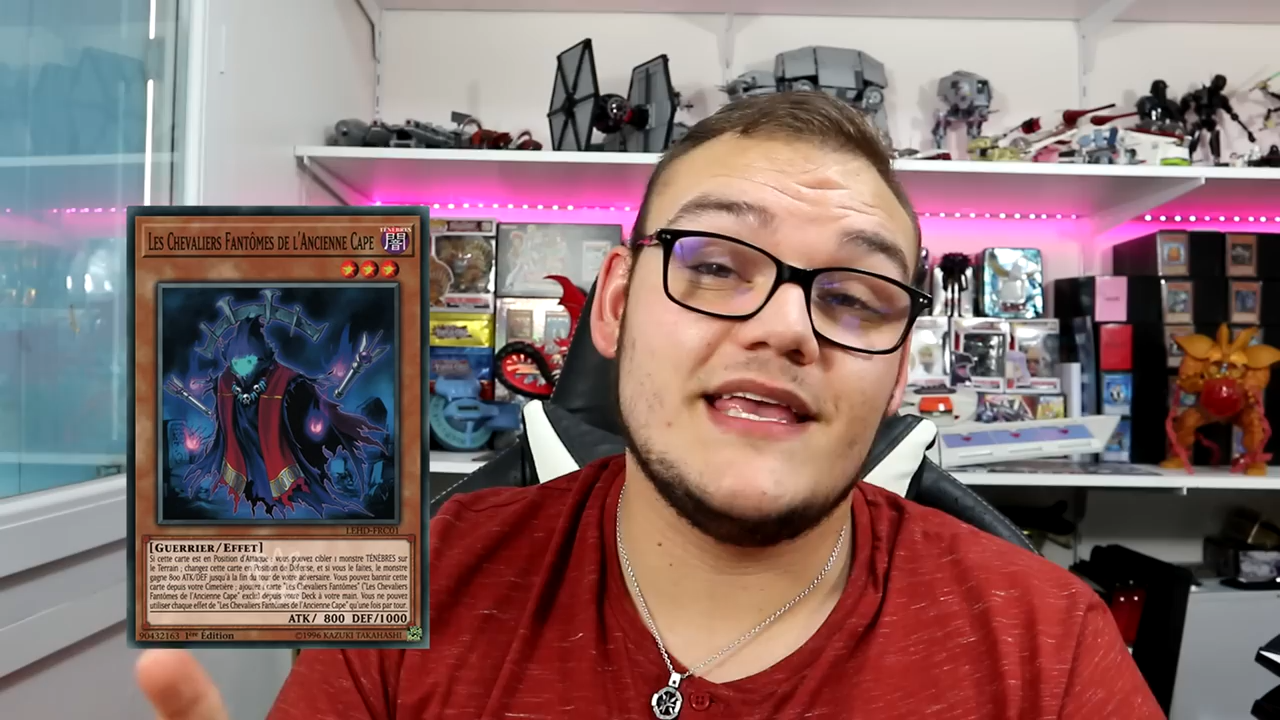 LES CHEVALIERS FANTÔMES DE L'ANCIENNE CAPE
TÉNÈBRES
LEHD-FRC01
[GUERRIER/EFFET]
Si cette carte est en Position d'Attaque : vous pouvez cibler 1 monstre TÉNÈBRES sur
le Terrain ; changez cette carte en Position de Défense, et si vous le faites, le monstre
gagne 800 ATK/DEF jusqu'à la fin du tour de votre adversaire. Vous pouvez bannir cette
carte depuis votre Cimetière ; ajoutez 1 carte "Les Chevaliers Fantômes" ("Les Chevaliers
Fantômes de l'Ancienne Cape" exclu) depuis votre Deck à votre main. Vous ne pouvez
utiliser chaque effet de "Les Chevaliers Fantômes de l'Ancienne Cape" qu'une fois par tour.
ATK/ 800 DEF/1000
90432163 1ère Édition ©1996 KAZUKI TAKAHASHI